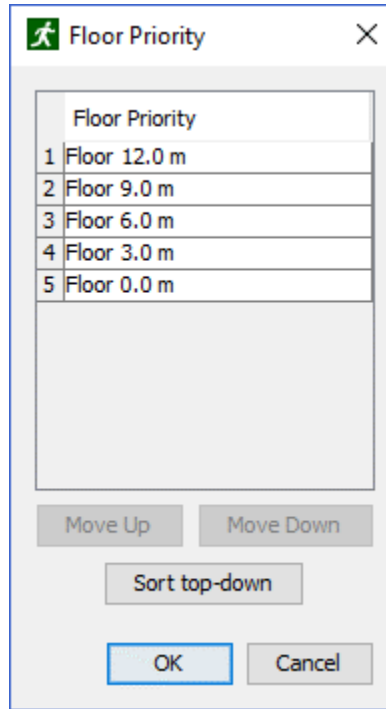 Floor Priority
Floor Priority
1 Floor 12.0 m
2 Floor 9.0 m
3 Floor 6.0 m
4 Floor 3.0 m
5 Floor 0.0 m
Move Up Move Down
Sort top-down
OK Cancel